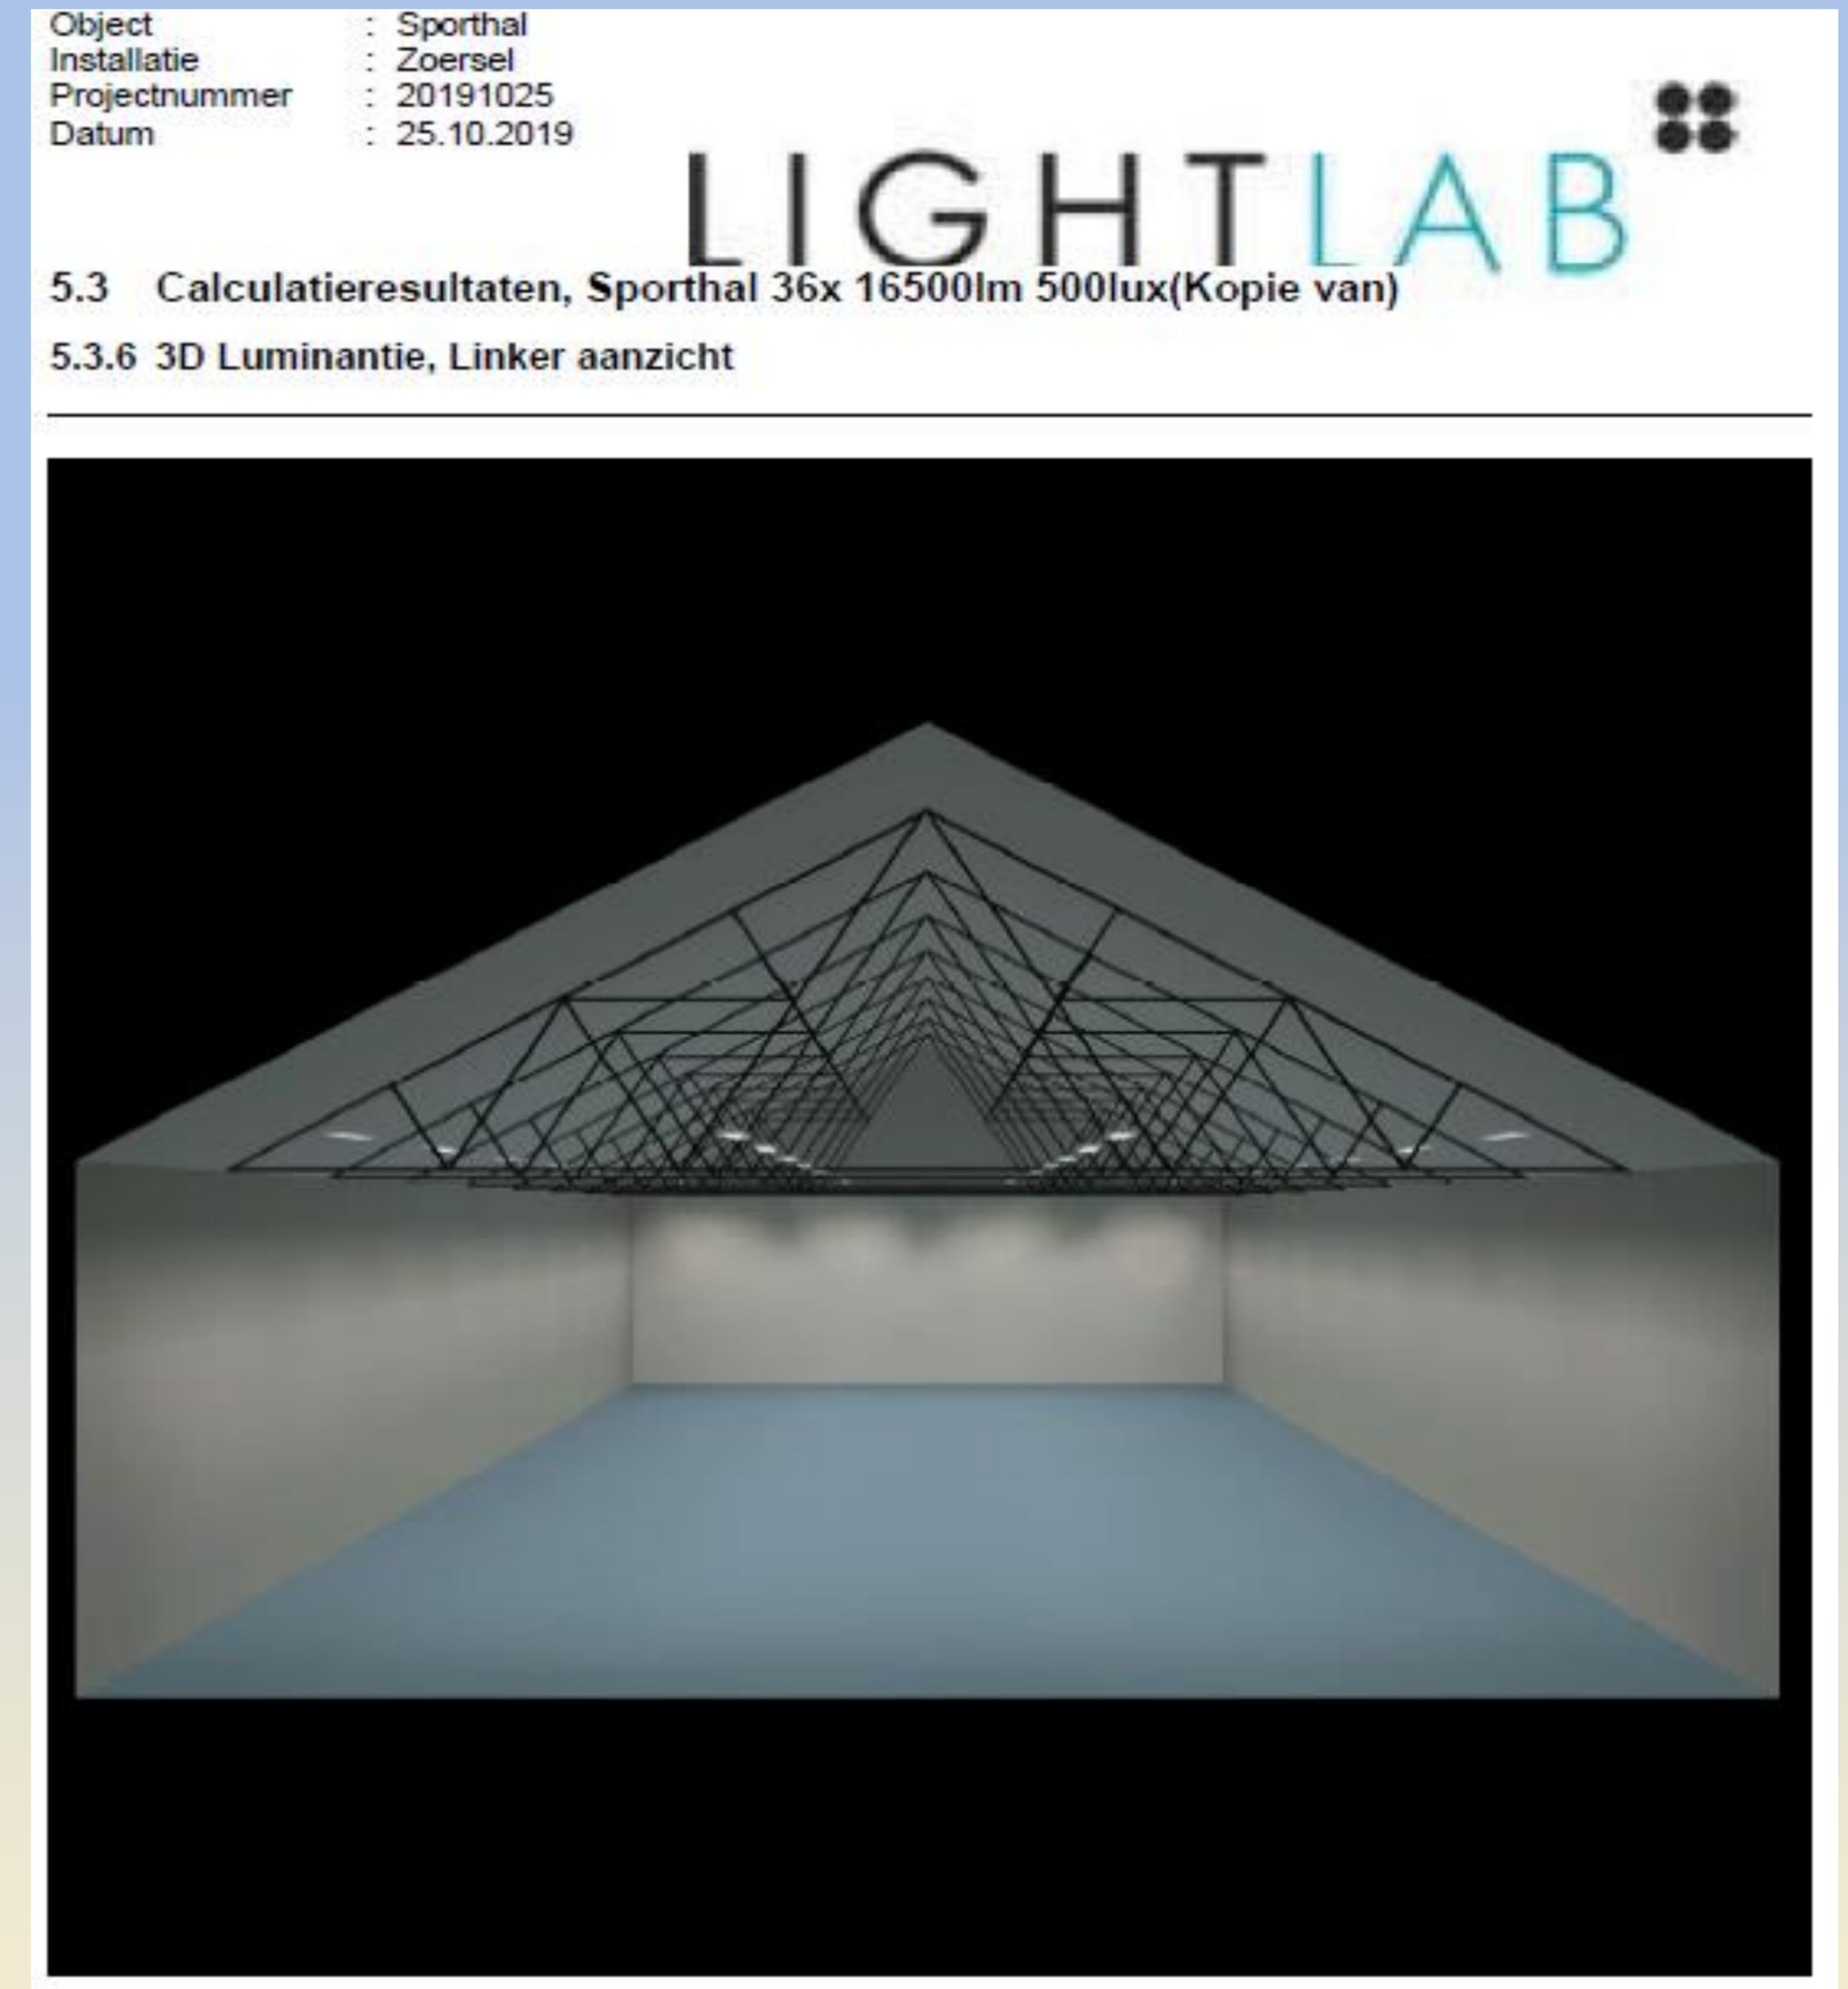 Object : Sporthal
Installatie : Zoersel
Projectnummer : 20191025
Datum : 25.10.2019
LIGHTLAB
5.3 Calculatieresultaten, Sporthal 36x 16500lm 500lux(Kopie van)
5.3.6 3D Luminantie, Linker aanzicht